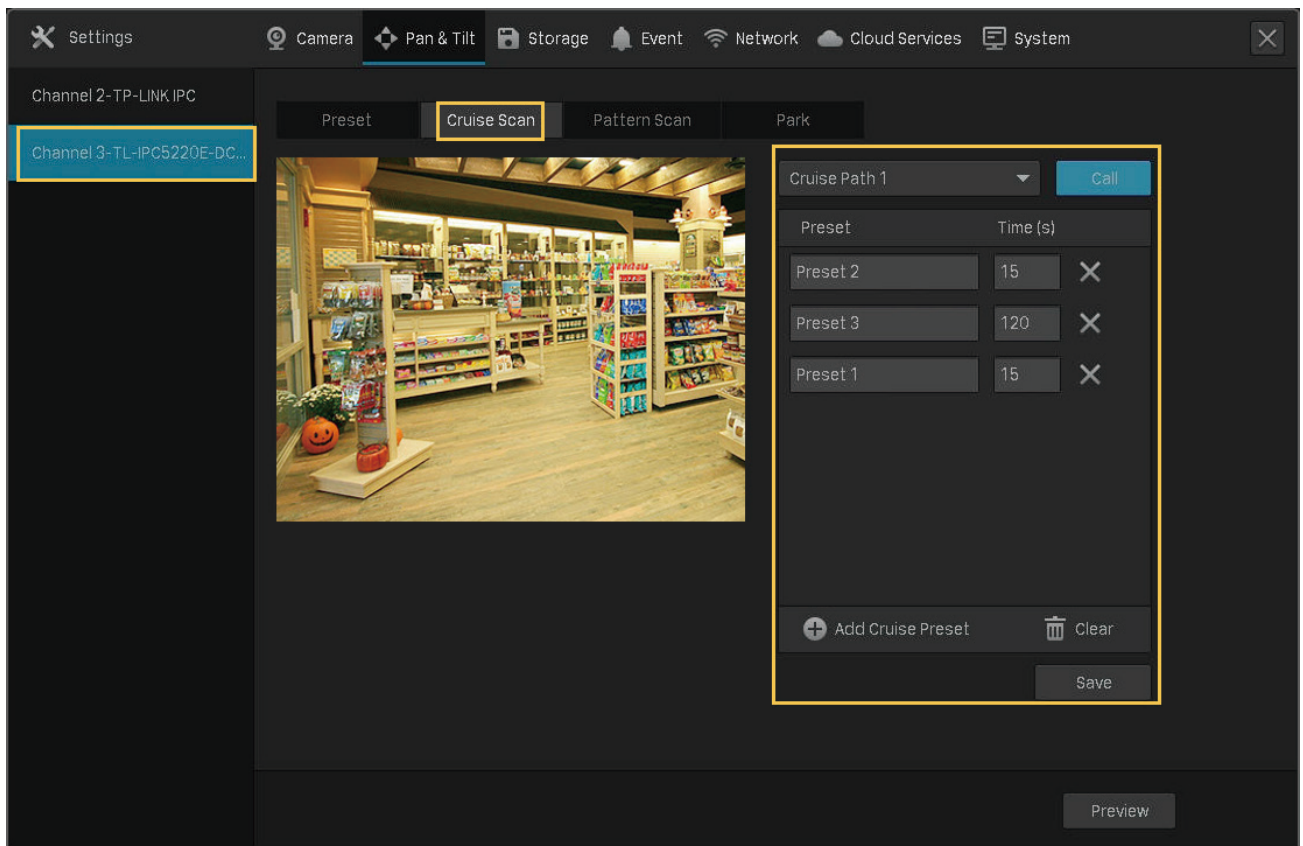 Settings Camera Pan & Tilt Storage Event Network Cloud Services System
Channel 2-TP-LINK IPC
Channel 3-TL-IPC5220E-DC...
Preset Cruise Scan Pattern Scan Park
Cruise Path 1 Call
Preset Time (s)
Preset 2 15
Preset 3 120
Preset 1 15
Add Cruise Preset Clear
Save
Preview